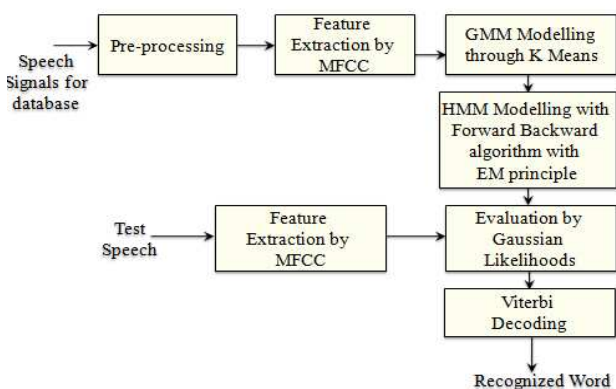 Speech
Signals for
database
Pre-processing
Feature
Extraction by
MFCC
GMM Modelling
through K Means
HMM Modelling with
Forward Backward
algorithm with
EM principle
Test
Speech
Feature
Extraction by
MFCC
Evaluation by
Gaussian
Likelihoods
Viterbi
Decoding
Recognized Word